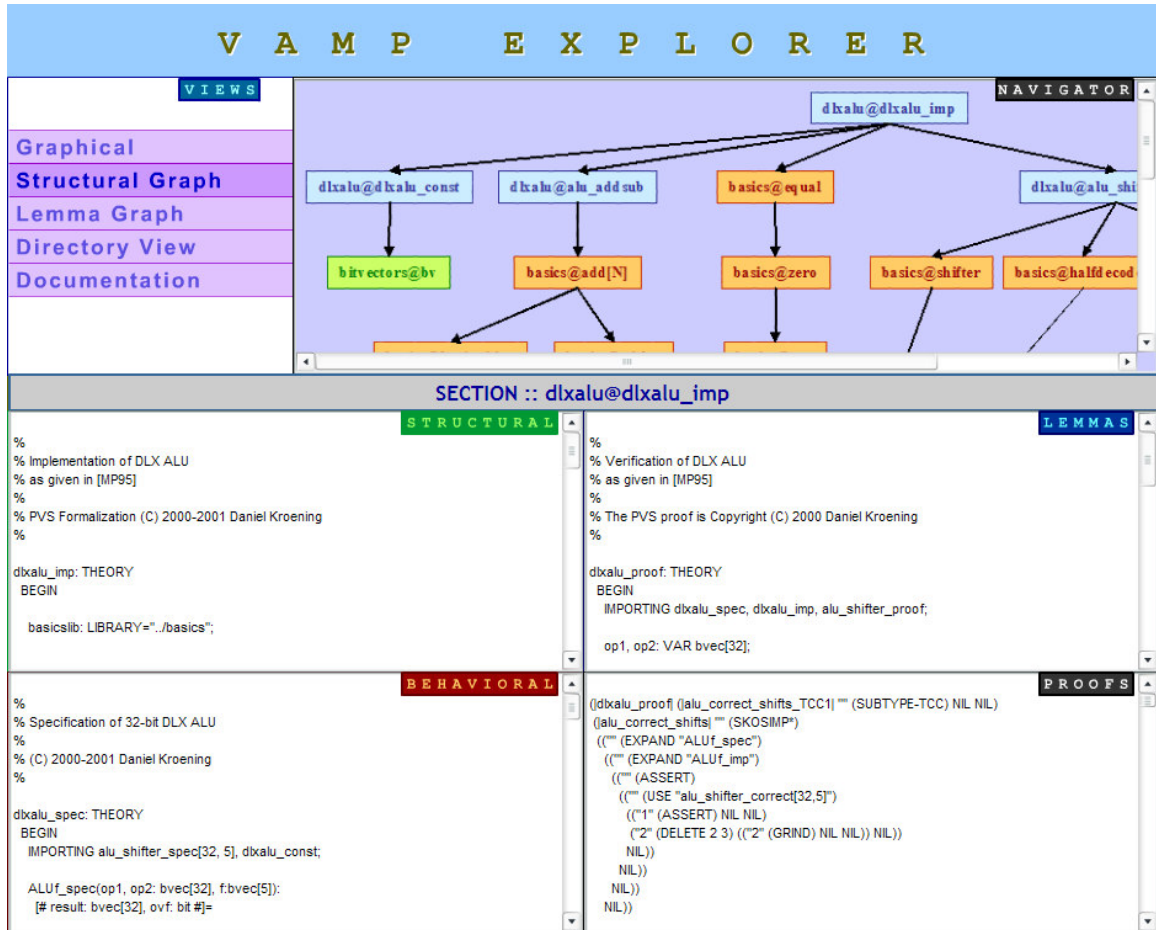 VAMP EXPLORER
VIEWS
Graphical
Structural Graph
Lemma Graph
Directory View
Documentation
NAVIGATOR
dlxalu@dlxalu_imp
dlxalu@dlxalu_const
dlxalu@alu_addsub
basics@equal
dlxalu@alu_shi
bitvectors@bv
basics@add[N]
basics@zero
basics@shifter
basics@halfdecod
SECTION :: dlxalu@dlxalu_imp
STRUCTURAL
%
% Implementation of DLX ALU
% as given in [MP95]
%
% PVS Formalization (C) 2000-2001 Daniel Kroening
%
dlxalu_imp: THEORY
BEGIN
basicslib: LIBRARY="../basics";
LEMMAS
%
% Verification of DLX ALU
% as given in [MP95]
%
% The PVS proof is Copyright (C) 2000 Daniel Kroening
%
dlxalu_proof: THEORY
BEGIN
IMPORTING dlxalu_spec, dlxalu_imp, alu_shifter_proof;
op1, op2: VAR bvec[32];
BEHAVIORAL
%
% Specification of 32-bit DLX ALU
%
% (C) 2000-2001 Daniel Kroening
%
dlxalu_spec: THEORY
BEGIN
IMPORTING alu_shifter_spec[32, 5], dlxalu_const;
ALUf_spec(op1, op2: bvec[32], f:bvec[5]):
[# result: bvec[32], ovf: bit #]=
PROOFS
(|dlxalu_proof| (|alu_correct_shifts_TCC1| "" (SUBTYPE-TCC) NIL NIL)
(|alu_correct_shifts| "" (SKOSIMP*)
(("" (EXPAND "ALUf_spec")
(("" (EXPAND "ALUf_imp")
(("" (ASSERT)
(("" (USE "alu_shifter_correct[32,5]")
(("1" (ASSERT) NIL NIL)
("2" (DELETE 2 3) (("2" (GRIND) NIL NIL)) NIL))
NIL))
NIL))
NIL))
NIL))